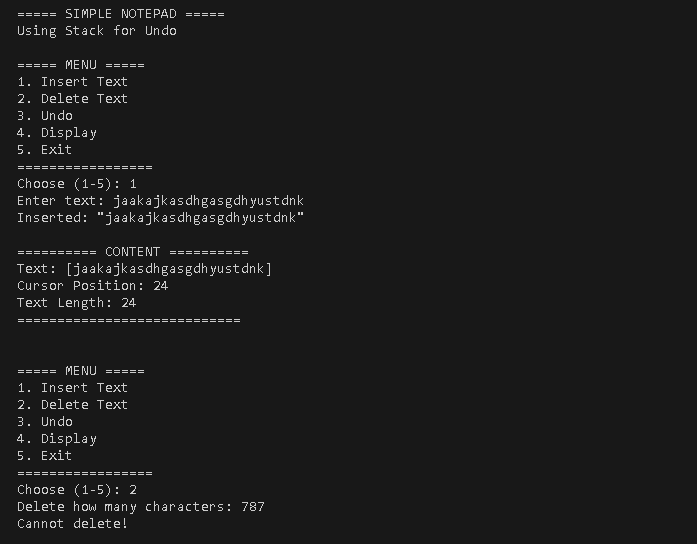 ===== SIMPLE NOTEPAD =====
Using Stack for Undo
===== MENU =====
1. Insert Text
2. Delete Text
3. Undo
4. Display
5. Exit
=================
Choose (1-5): 1
Enter text: jaakajkasdhgasgdhyustdnk
Inserted: "jaakajkasdhgasgdhyustdnk"
========== CONTENT ==========
Text: [jaakajkasdhgasgdhyustdnk]
Cursor Position: 24
Text Length: 24
============================
===== MENU =====
1. Insert Text
2. Delete Text
3. Undo
4. Display
5. Exit
=================
Choose (1-5): 2
Delete how many characters: 787
Cannot delete!